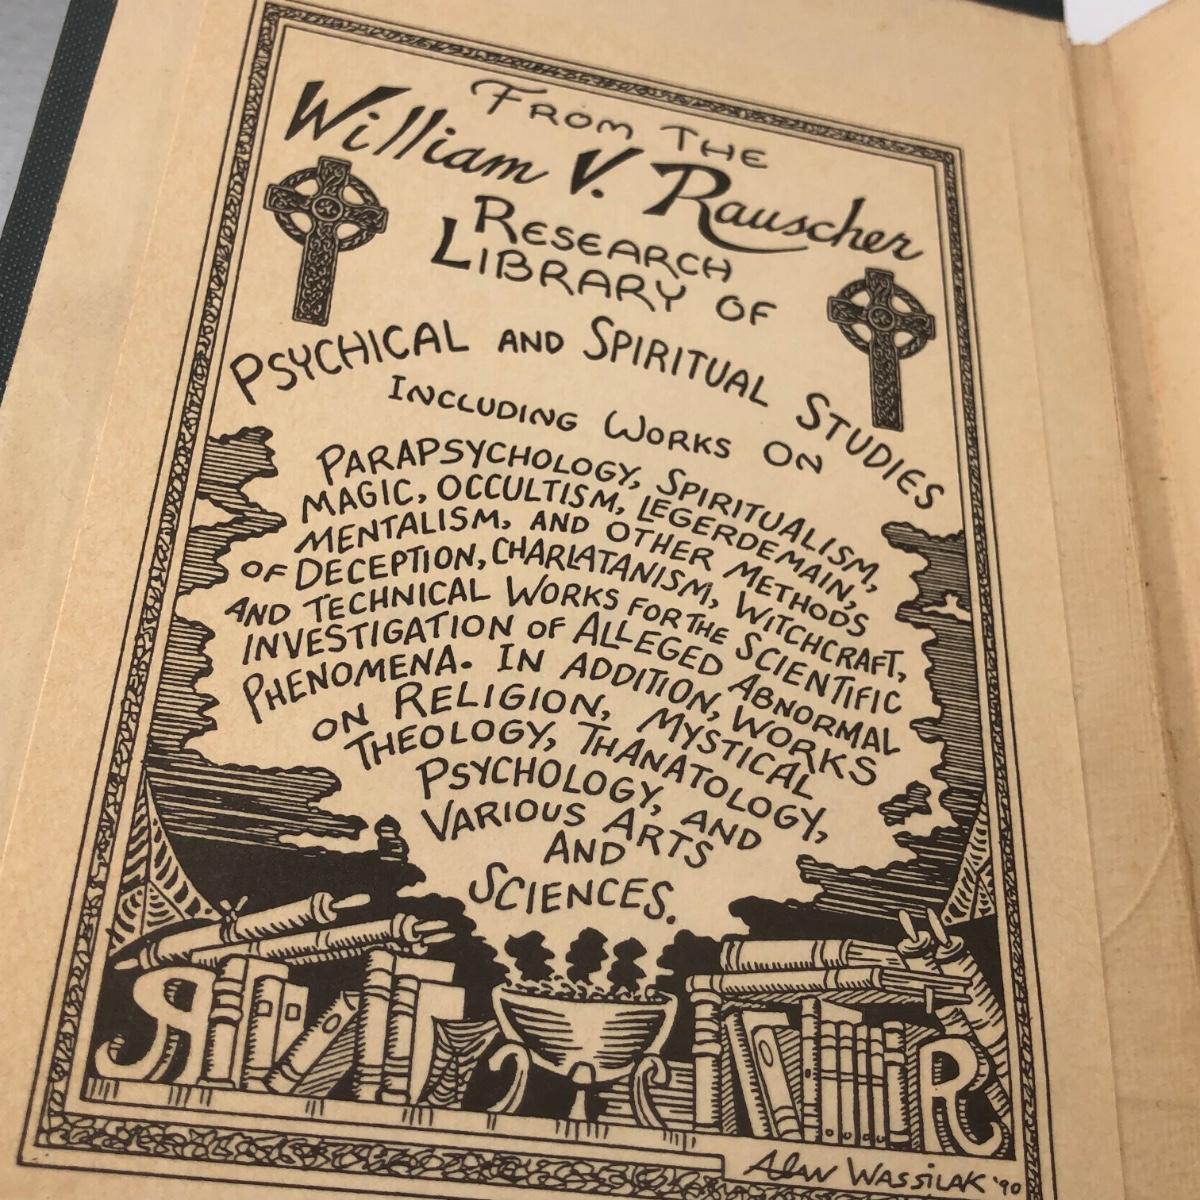 FROM THE
William V. Rauscher
RESEARCH
LIBRARY OF
PSYCHICAL AND SPIRITUAL STUDIES
INCLUDING WORKS ON
PARAPSYCHOLOGY, SPIRITUALISM,
MAGIC, OCCULTISM, LEGERDEMAIN,
MENTALISM, AND OTHER METHODS
OF DECEPTION, CHARLATANISM, WITCHCRAFT,
AND TECHNICAL WORKS FOR THE SCIENTIFIC
INVESTIGATION OF ALLEGED ABNORMAL
PHENOMENA. IN ADDITION, WORKS
ON RELIGION, MYSTICAL
THEOLOGY, THANATOLOGY,
PSYCHOLOGY, AND
VARIOUS ARTS
AND
SCIENCES.
R R
ALAN WASSILAK '90